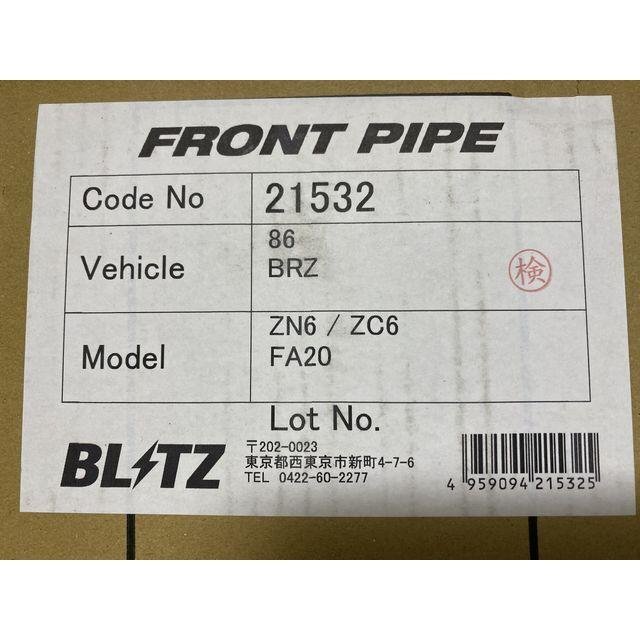 FRONT PIPE
Code No 21532
Vehicle 86
BRZ
検
Model ZN6 / ZC6
FA20
Lot No.
BLITZ
〒202-0023
東京都西東京市新町4-7-6
TEL 0422-60-2277
4 959094 215325